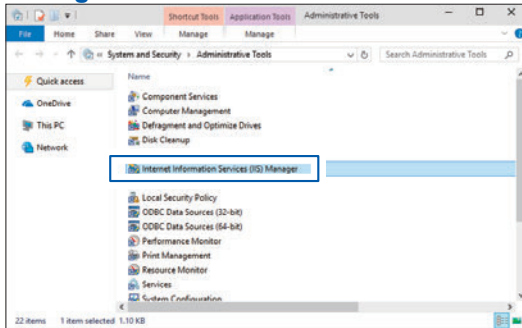 Shortcut Tools Application Tools Administrative Tools
File Home Share View Manage Manage
« System and Security › Administrative Tools Search Administrative Tools
Name
Quick access
OneDrive
This PC
Network
Component Services
Computer Management
Defragment and Optimize Drives
Disk Cleanup
Internet Information Services (IIS) Manager
Local Security Policy
ODBC Data Sources (32-bit)
ODBC Data Sources (64-bit)
Performance Monitor
Print Management
Resource Monitor
Services
System Configuration
22 items 1 item selected 1.10 KB